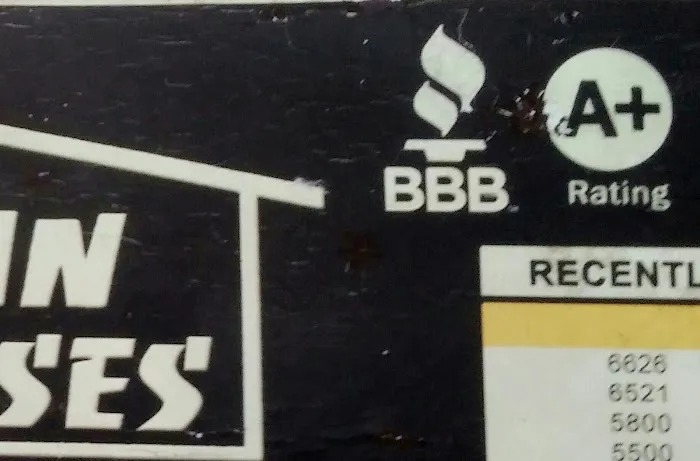 BBB
A+
Rating
IN
SES
RECENTL
6626
6521
5800
5500